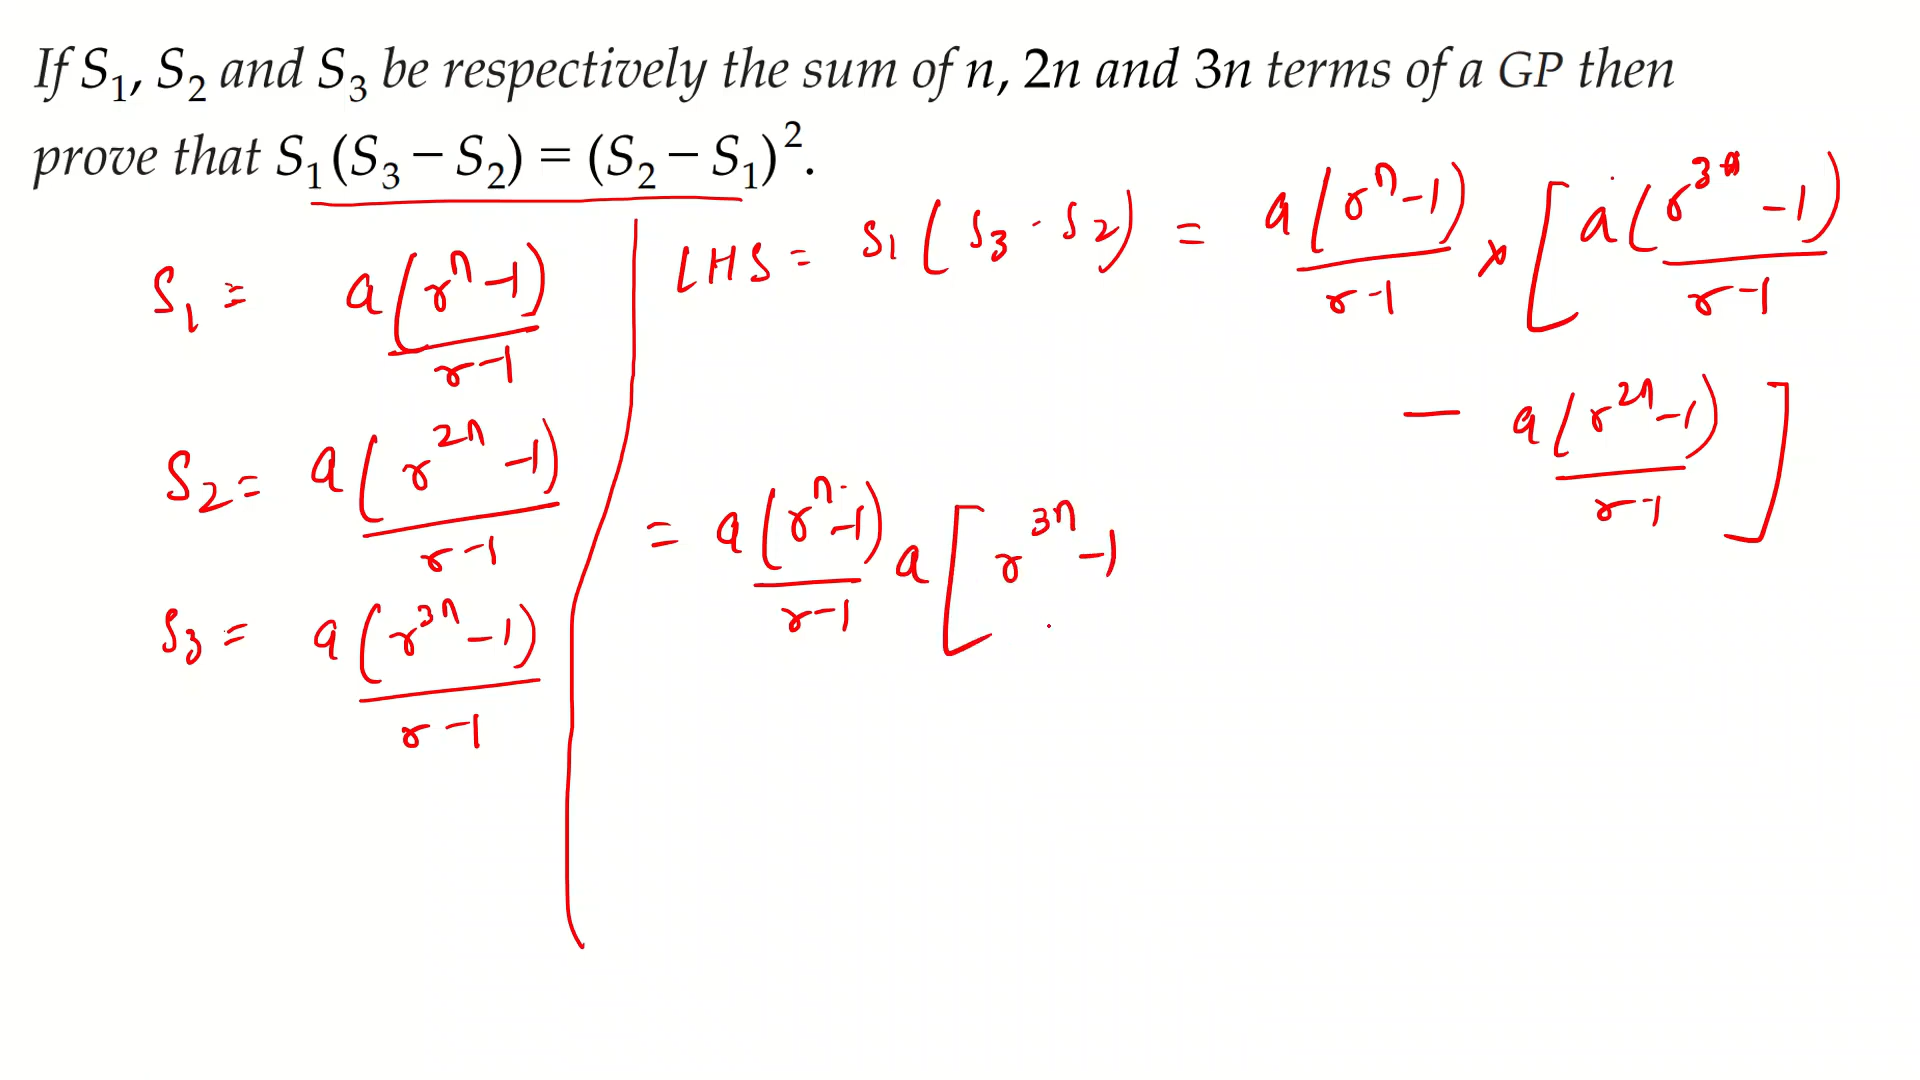 If S₁, S₂ and S₃ be respectively the sum of n, 2n and 3n terms of a GP then
prove that S₁(S₃ − S₂) = (S₂ − S₁)².
S₁ = a(rⁿ-1)/r-1
S₂ = a(r²ⁿ-1)/r-1
S₃ = a(r³ⁿ-1)/r-1
LHS = S₁(S₃ - S₂) = a(rⁿ-1)/r-1 × [a(r³ⁿ-1)/r-1
— a(r²ⁿ-1)/r-1]
= a(rⁿ-1)/r-1 a[r³ⁿ-1